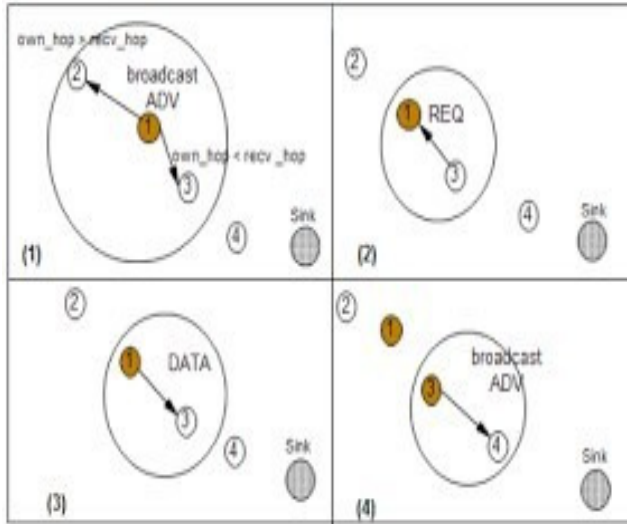 own_hop > recv_hop
2
broadcast
ADV
1
own_hop < recv_hop
3
4
Sink
(1)
2
1
REQ
3
4
Sink
(2)
2
1
DATA
3
4
Sink
(3)
2
1
broadcast
ADV
3
4
Sink
(4)